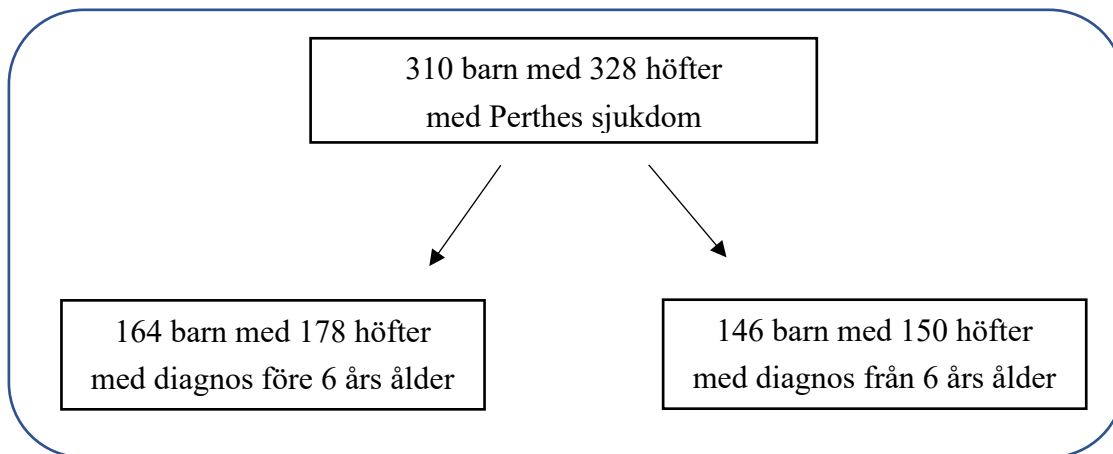 310 barn med 328 höfter
med Perthes sjukdom
164 barn med 178 höfter
med diagnos före 6 års ålder
146 barn med 150 höfter
med diagnos från 6 års ålder